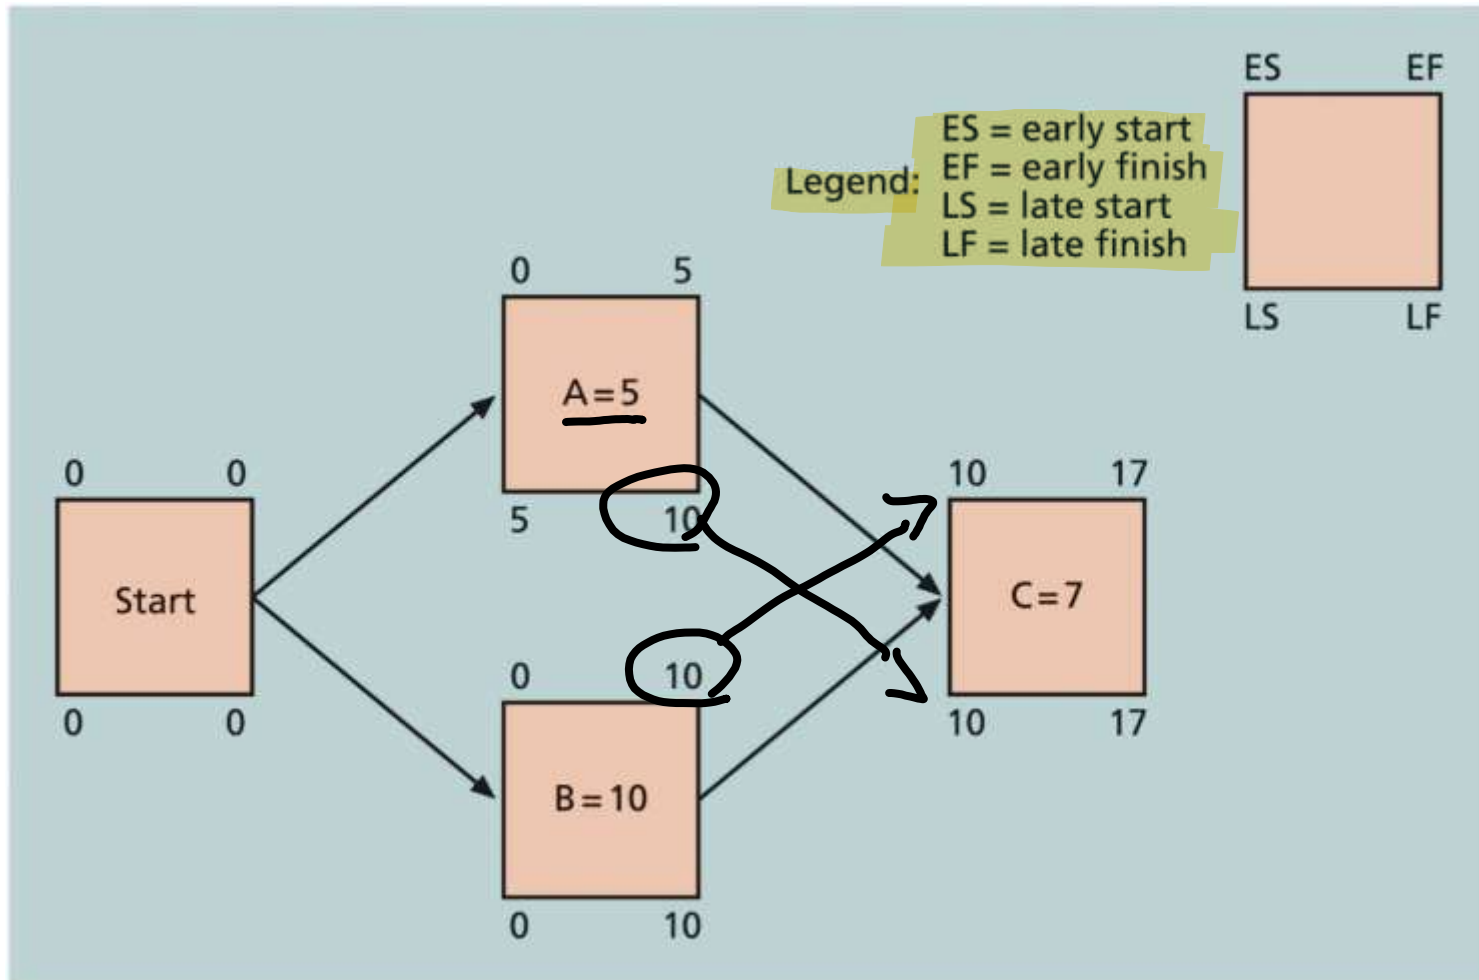 ES EF
ES = early start
EF = early finish
Legend:
LS = late start
LF = late finish
LS LF
0 5
A = 5
5 10
0 0
Start
0 0
10 17
C = 7
10 17
0 10
B = 10
0 10